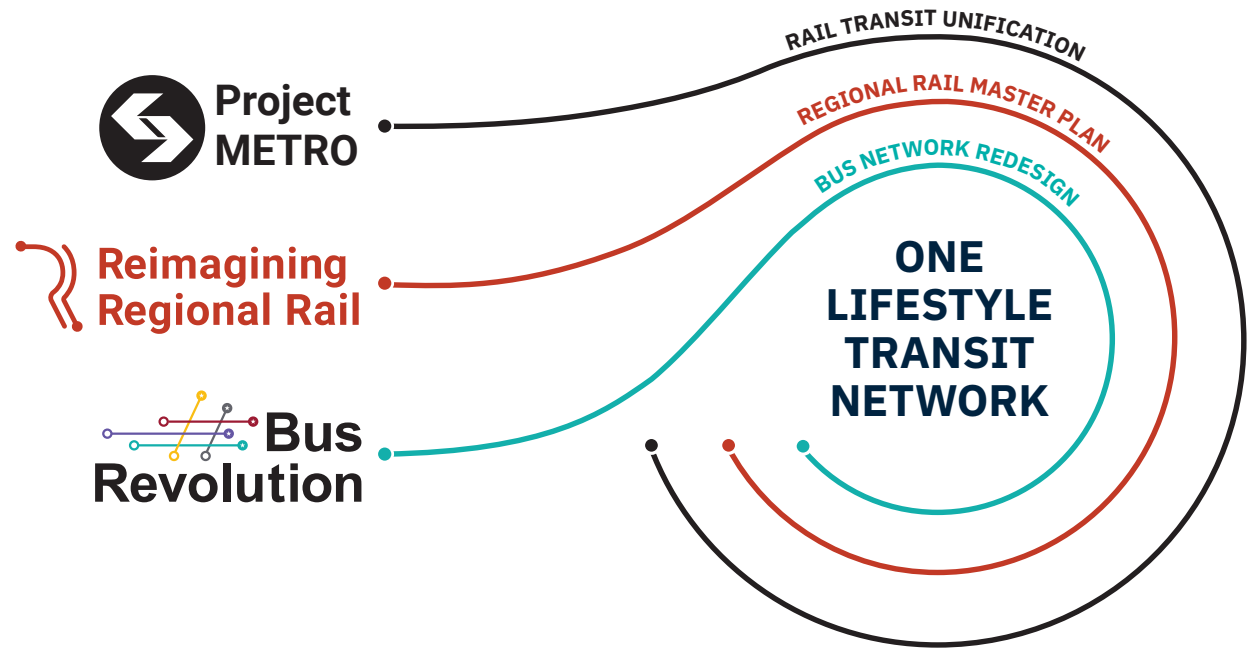 Project
METRO
Reimagining
Regional Rail
Bus
Revolution
RAIL TRANSIT UNIFICATION
REGIONAL RAIL MASTER PLAN
BUS NETWORK REDESIGN
ONE
LIFESTYLE
TRANSIT
NETWORK